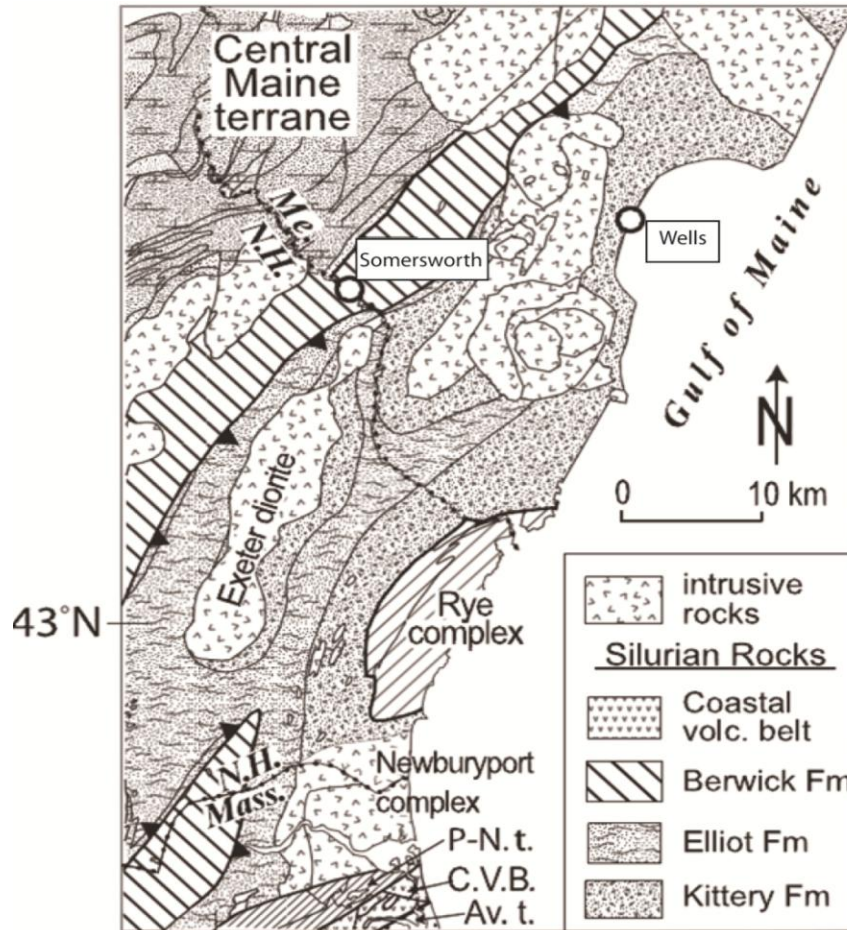 Central
Maine
terrane
Me.
N.H.
Somersworth
Wells
Gulf of Maine
N
0 10 km
Exeter diorite
43°N
Rye
complex
N.H.
Mass.
Newburyport
complex
P-N. t.
C.V.B.
Av. t.
intrusive
rocks
Silurian Rocks
Coastal
volc. belt
Berwick Fm
Elliot Fm
Kittery Fm